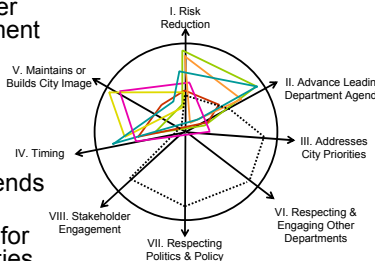 er
ment
ends
for
ties
I. Risk
Reduction
II. Advance Leadin
Department Agend
III. Addresses
City Priorities
VI. Respecting &
Engaging Other
Departments
VII. Respecting
Politics & Policy
VIII. Stakeholder
Engagement
IV. Timing
V. Maintains or
Builds City Image